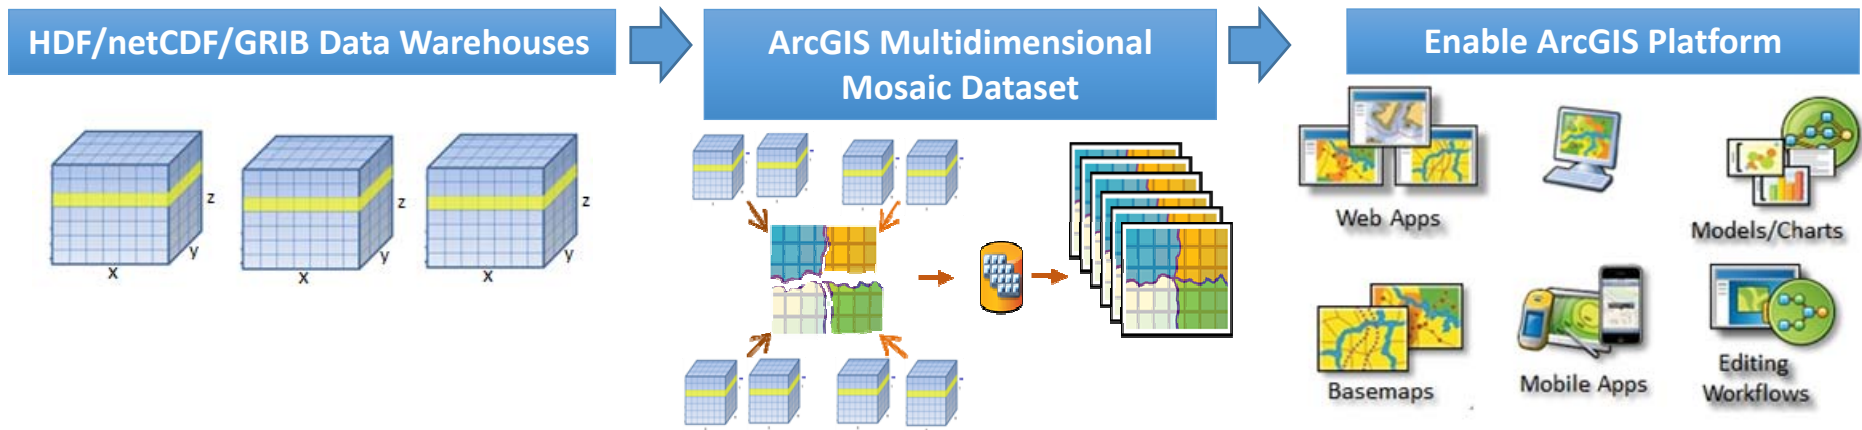 HDF/netCDF/GRIB Data Warehouses
ArcGIS Multidimensional
Mosaic Dataset
Enable ArcGIS Platform
z
y
x
z
y
x
z
y
x
Web Apps
Models/Charts
Basemaps
Mobile Apps
Editing
Workflows